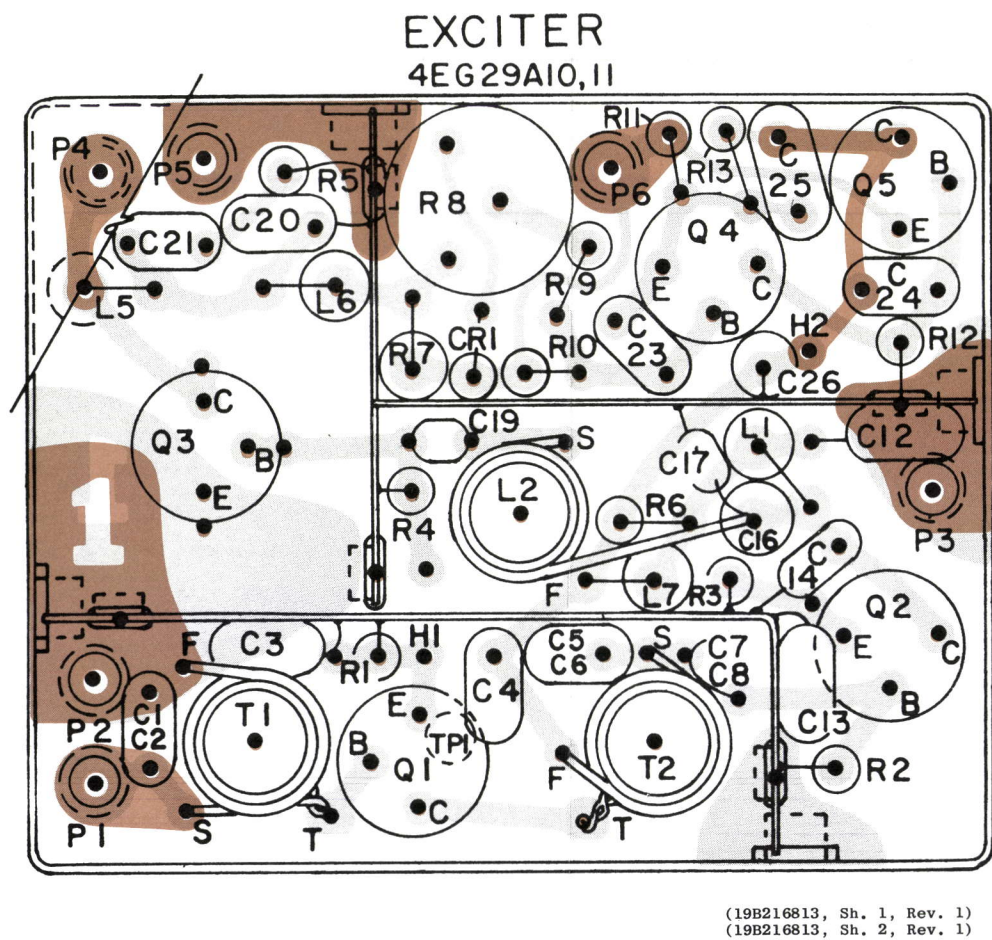 EXCITER
4EG29A10,11
P4
P5
R5
R8
R11
P6
R13
C
25
C
Q5
B
E
C20
C21
Q4
E
C
B
R9
C
24
L5
L6
H2
R12
R7
CR1
R10
C
23
C26
C
Q3
B
E
C19
S
L2
C17
L1
C12
R4
R6
C16
P3
1
F
L7
R3
C
14
Q2
E
C
B
F
C3
R1
H1
C4
C5
C6
S
C7
C8
C13
P2
C1
C2
T1
E
TP1
B
Q1
C
F
T2
R2
P1
S
T
T
(19B216813, Sh. 1, Rev. 1)
(19B216813, Sh. 2, Rev. 1)